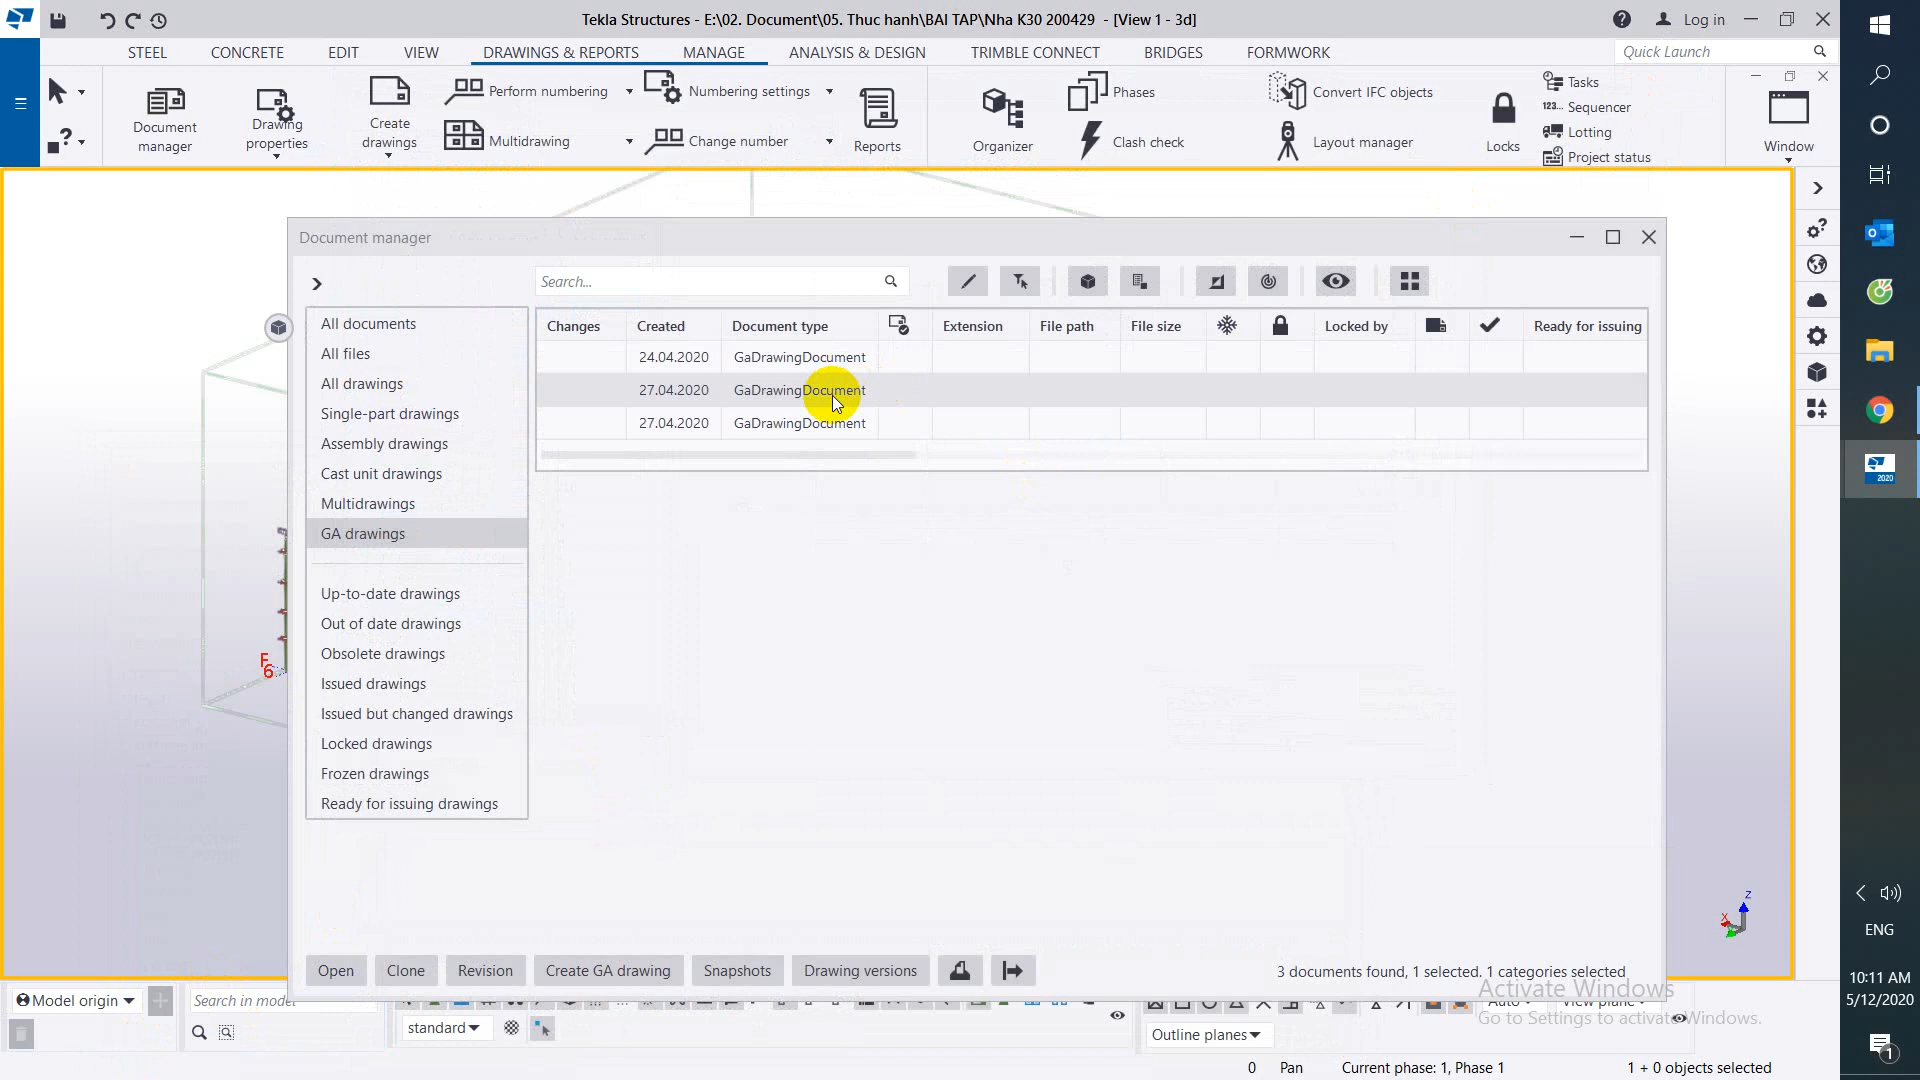 Tekla Structures - E:\02. Document\05. Thuc hanh\BAI TAP\Nha K30 200429 - [View 1 - 3d]
Log in
STEEL CONCRETE EDIT VIEW DRAWINGS & REPORTS MANAGE ANALYSIS & DESIGN TRIMBLE CONNECT BRIDGES FORMWORK
Quick Launch
Document manager
Drawing properties
Create drawings
Perform numbering
Multidrawing
Numbering settings
Change number
Reports
Organizer
Phases
Clash check
Convert IFC objects
Layout manager
Locks
Tasks
123... Sequencer
Lotting
Project status
Window
Document manager
Search...
All documents
All files
All drawings
Single-part drawings
Assembly drawings
Cast unit drawings
Multidrawings
GA drawings
Up-to-date drawings
Out of date drawings
Obsolete drawings
Issued drawings
Issued but changed drawings
Locked drawings
Frozen drawings
Ready for issuing drawings
Changes Created Document type Extension File path File size Locked by Ready for issuing
24.04.2020 GaDrawingDocument
27.04.2020 GaDrawingDocument
27.04.2020 GaDrawingDocument
F
6
Z
X
Open Clone Revision Create GA drawing Snapshots Drawing versions
3 documents found, 1 selected. 1 categories selected
Activate Windows
Go to Settings to activate Windows.
Model origin
Search in model
standard
Auto
View plane
Outline planes
0 Pan Current phase: 1, Phase 1 1 + 0 objects selected
2020
ENG
10:11 AM
5/12/2020
1